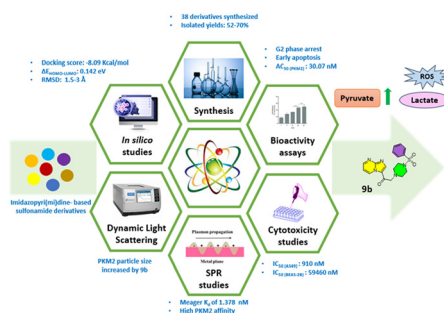 • 38 derivatives synthesized
• Isolated yields: 52-70%
• Docking score: -8.09 Kcal/mol
• ΔE HOMO-LUMO: 0.142 eV
• RMSD: 1.5-3 Å
• G2 phase arrest
• Early apoptosis
• AC50 (PKM2): 30.07 nM
Synthesis
In silico
studies
Bioactivity
assays
Pyruvate
ROS
Lactate
Imidazopyri(mi)dine- based
sulfonamide derivatives
9b
Dynamic Light
Scattering
Cytotoxicity
studies
Plasmon propagation
Metal plane
SPR
studies
PKM2 particle size
increased by 9b
• IC50 (A549) : 910 nM
• IC50 (BEAS-2B) : 59460 nM
• Meager Kd of 1.378 nM
• High PKM2 affinity